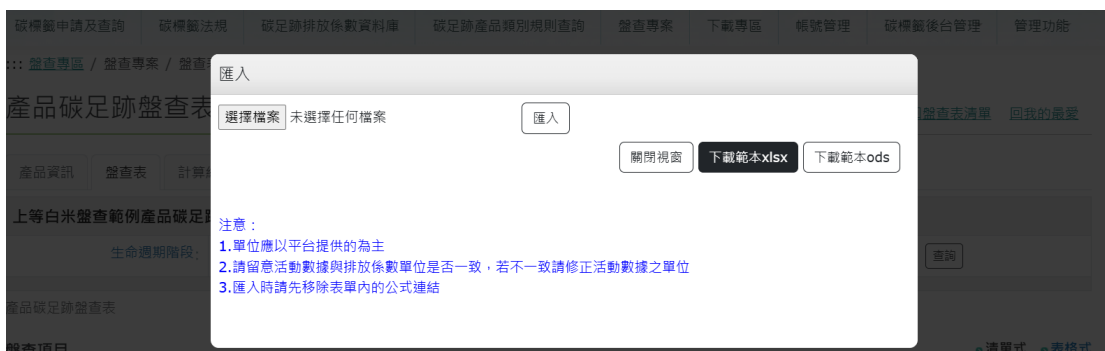 碳標籤申請及查詢 碳標籤法規 碳足跡排放係數資料庫 碳足跡產品類別規則查詢 盤查專案 下載專區 帳號管理 碳標籤後台管理 管理功能
::: 盤查專區 / 盤查專案 / 盤查
匯入
產品碳足跡盤查表
選擇檔案 未選擇任何檔案 匯入
盤查表清單 回我的最愛
關閉視窗 下載範本xlsx 下載範本ods
產品資訊 盤查表 計算
上等白米盤查範例產品碳足
注意：
1.單位應以平台提供的為主
生命週期階段: 查詢
2.請留意活動數據與排放係數單位是否一致，若不一致請修正活動數據之單位
3.匯入時請先移除表單內的公式連結
產品碳足跡盤查表
盤查項目 清單式 表格式